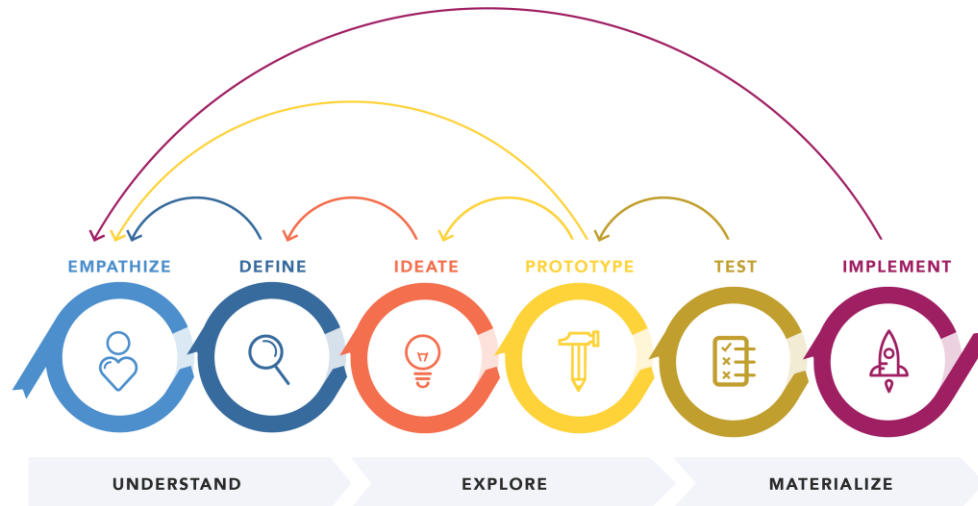 EMPATHIZE
DEFINE
IDEATE
PROTOTYPE
TEST
IMPLEMENT
UNDERSTAND
EXPLORE
MATERIALIZE